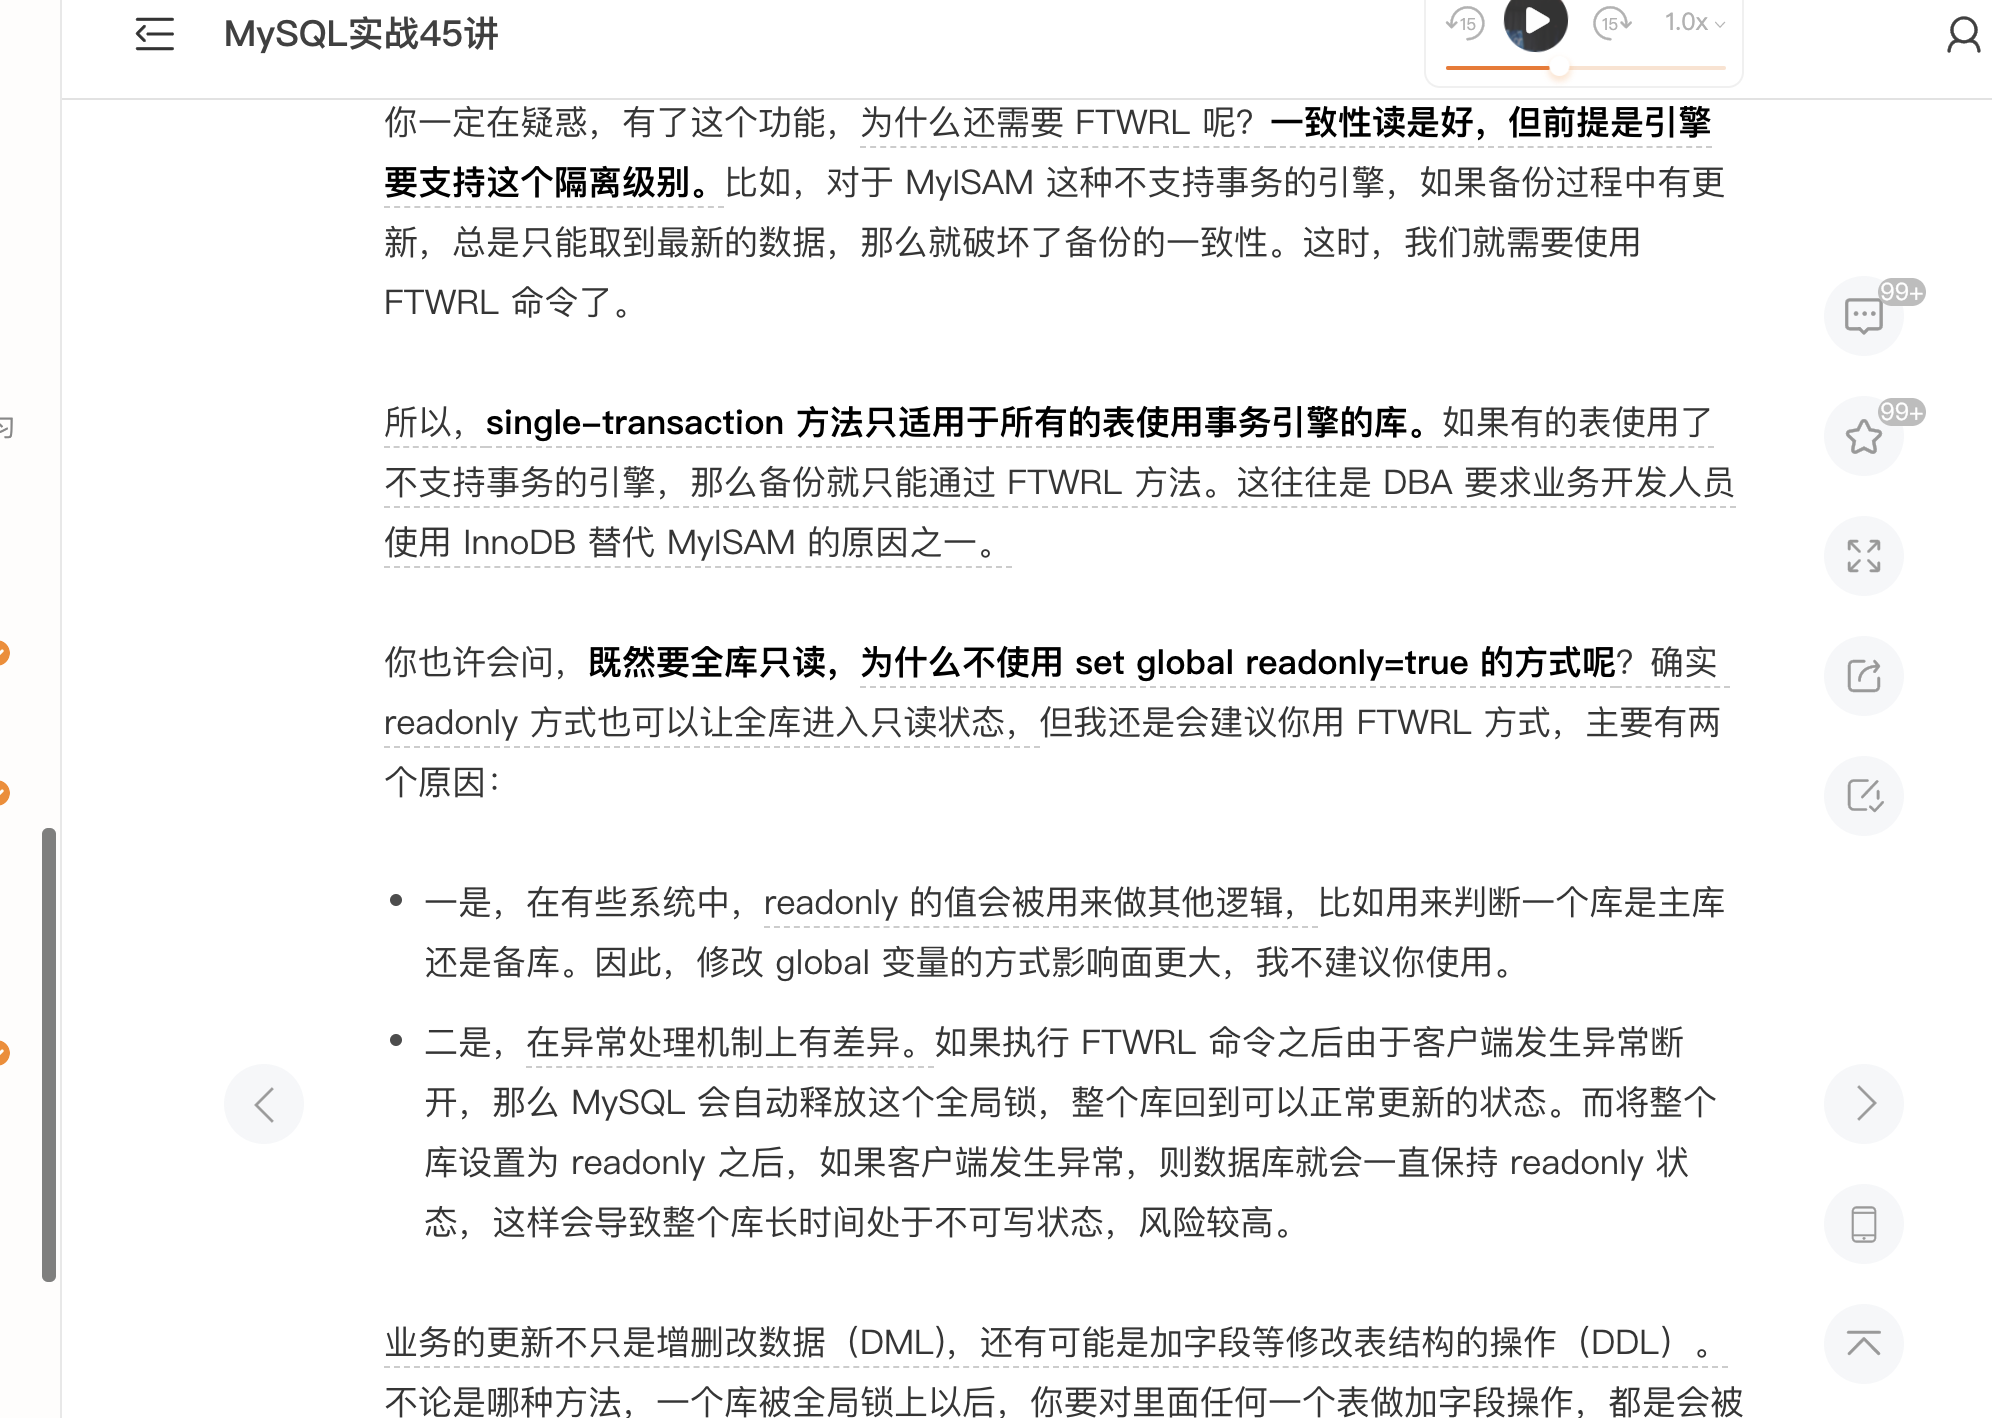 MySQL实战45讲
15
15
1.0x
你一定在疑惑，有了这个功能，为什么还需要 FTWRL 呢？一致性读是好，但前提是引擎
要支持这个隔离级别。比如，对于 MyISAM 这种不支持事务的引擎，如果备份过程中有更
新，总是只能取到最新的数据，那么就破坏了备份的一致性。这时，我们就需要使用
FTWRL 命令了。
99+
所以，single-transaction 方法只适用于所有的表使用事务引擎的库。如果有的表使用了
不支持事务的引擎，那么备份就只能通过 FTWRL 方法。这往往是 DBA 要求业务开发人员
使用 InnoDB 替代 MyISAM 的原因之一。
99+
你也许会问，既然要全库只读，为什么不使用 set global readonly=true 的方式呢？确实
readonly 方式也可以让全库进入只读状态，但我还是会建议你用 FTWRL 方式，主要有两
个原因：
一是，在有些系统中，readonly 的值会被用来做其他逻辑，比如用来判断一个库是主库
还是备库。因此，修改 global 变量的方式影响面更大，我不建议你使用。
二是，在异常处理机制上有差异。如果执行 FTWRL 命令之后由于客户端发生异常断
开，那么 MySQL 会自动释放这个全局锁，整个库回到可以正常更新的状态。而将整个
库设置为 readonly 之后，如果客户端发生异常，则数据库就会一直保持 readonly 状
态，这样会导致整个库长时间处于不可写状态，风险较高。
业务的更新不只是增删改数据（DML)，还有可能是加字段等修改表结构的操作（DDL）。
不论是哪种方法，一个库被全局锁上以后，你要对里面任何一个表做加字段操作，都是会被